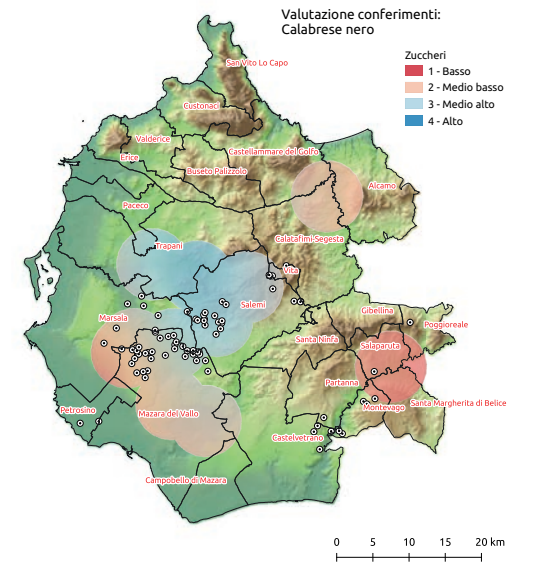 Valutazione conferimenti:
Calabrese nero
Zuccheri
1 - Basso
2 - Medio basso
3 - Medio alto
4 - Alto
San Vito Lo Capo
Custonaci
Valderice
Erice
Castellammare del Golfo
Buseto Palizzolo
Alcamo
Paceco
Trapani
Calatafimi-Segesta
Vita
Salemi
Marsala
Gibellina
Poggioreale
Santa Ninfa
Salaparuta
Partanna
Petrosino
Mazara del Vallo
Montevago
Santa Margherita di Belice
Castelvetrano
Campobello di Mazara
0 5 10 15 20 km